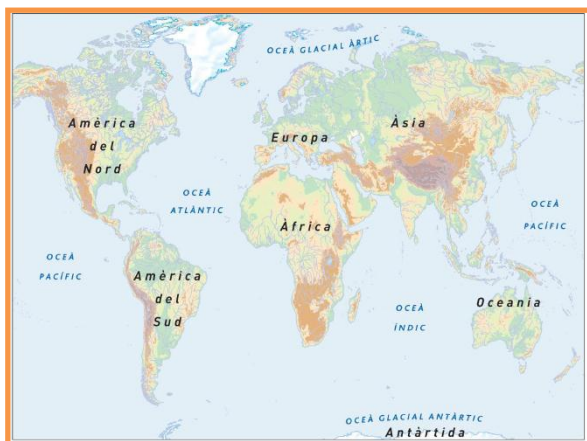 OCEÀ GLACIAL ÀRTIC
Amèrica
del
Nord
Europa
Àsia
OCEÀ
ATLÀNTIC
OCEÀ
PACÍFIC
Àfrica
OCEÀ
PACÍFIC
Amèrica
del
Sud
OCEÀ
ÍNDIC
Oceania
OCEÀ GLACIAL ANTÀRTIC
Antàrtida